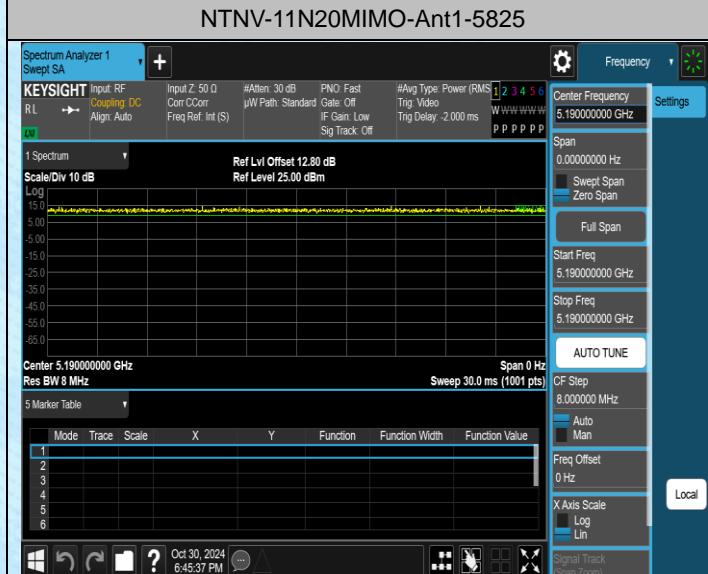 NTNV-11N20MIMO-Ant1-5825
Spectrum Analyzer 1
Swept SA
Frequency
KEYSIGHT
RL
Input: RF
Coupling: DC
Align: Auto
Input Z: 50 Ω
Corr CCorr
Freq Ref: Int (S)
#Atten: 30 dB
µW Path: Standard
PNO: Fast
Gate: Off
IF Gain: Low
Sig Track: Off
#Avg Type: Power (RMS
Trig: Video
Trig Delay: -2.000 ms
1 2 3 4 5 6
W W W W W W
P P P P P P
1 Spectrum
Scale/Div 10 dB
Ref Lvl Offset 12.80 dB
Ref Level 25.00 dBm
Log
15.0
5.00
-5.00
-15.0
-25.0
-35.0
-45.0
-55.0
-65.0
Center 5.190000000 GHz
Res BW 8 MHz
Span 0 Hz
Sweep 30.0 ms (1001 pts)
5 Marker Table
Mode Trace Scale X Y Function Function Width Function Value
1
2
3
4
5
6
Oct 30, 2024
6:45:37 PM
Center Frequency
5.190000000 GHz
Settings
Span
0.00000000 Hz
Swept Span
Zero Span
Full Span
Start Freq
5.190000000 GHz
Stop Freq
5.190000000 GHz
AUTO TUNE
CF Step
8.000000 MHz
Auto
Man
Freq Offset
0 Hz
X Axis Scale
Log
Lin
Local
Signal Track
(Span Zoom)